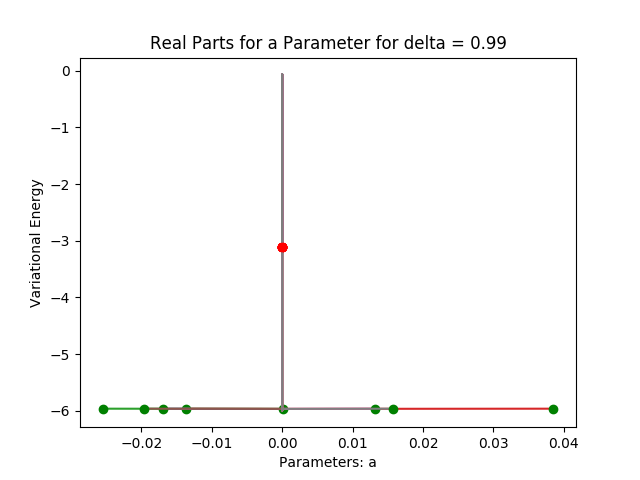 Real Parts for a Parameter for delta = 0.99
0
−1
−2
−3
−4
−5
−6
Variational Energy
−0.02 −0.01 0.00 0.01 0.02 0.03 0.04
Parameters: a